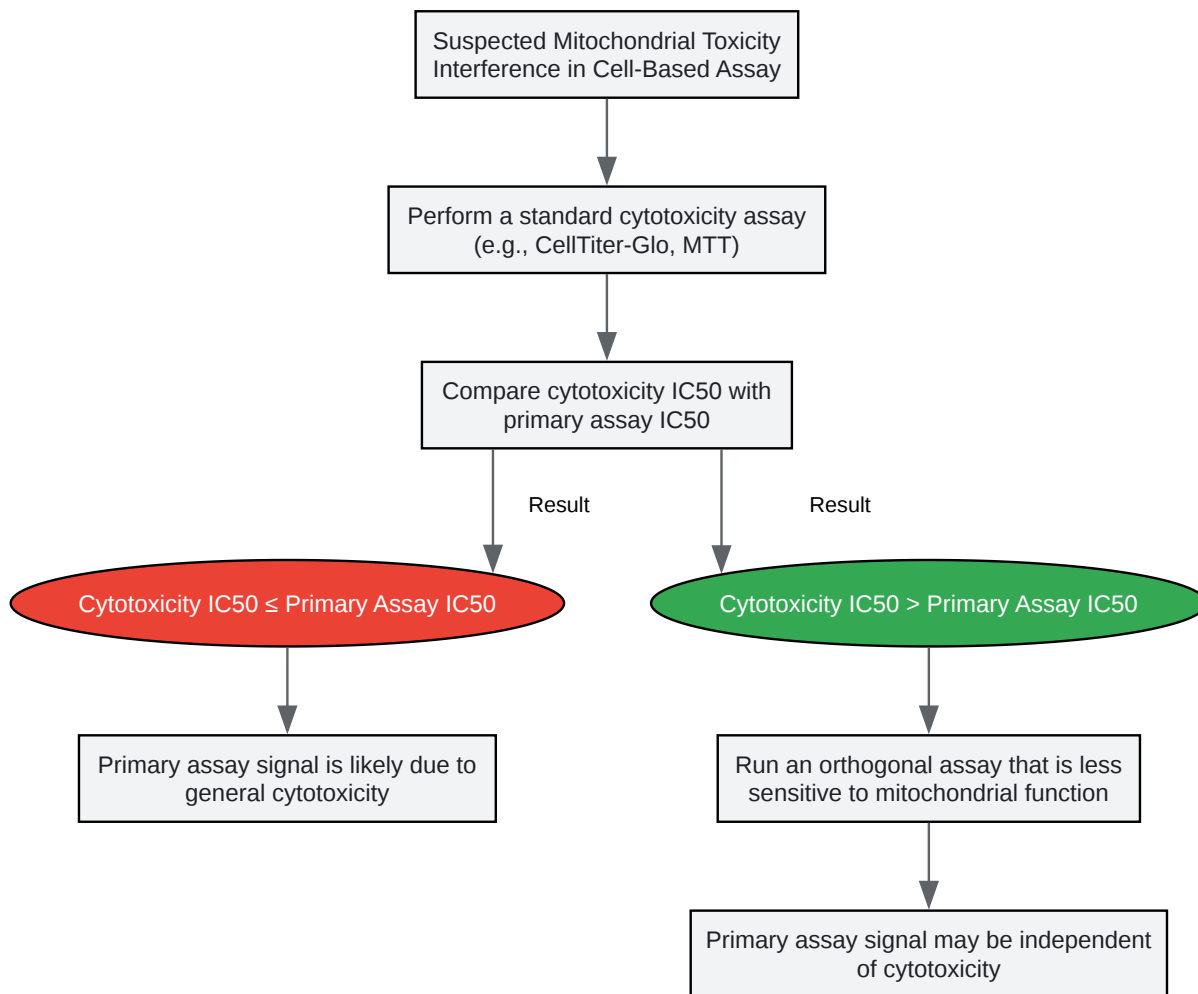 Suspected Mitochondrial Toxicity
Interference in Cell-Based Assay
Perform a standard cytotoxicity assay
(e.g., CellTiter-Glo, MTT)
Compare cytotoxicity IC50 with
primary assay IC50
Result
Result
Cytotoxicity IC50 ≤ Primary Assay IC50
Cytotoxicity IC50 > Primary Assay IC50
Primary assay signal is likely due to
general cytotoxicity
Run an orthogonal assay that is less
sensitive to mitochondrial function
Primary assay signal may be independent
of cytotoxicity